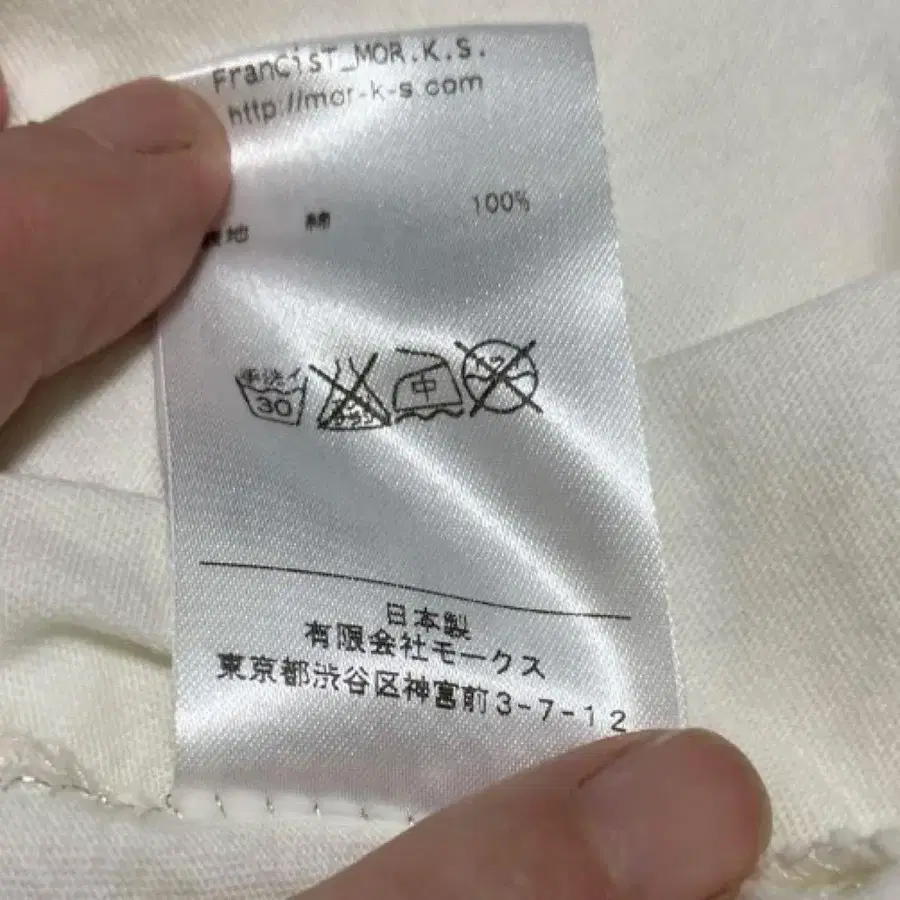 FranCisT_MOR.K.S.
http://mor-k-s.com
表地 綿 100%
手洗イ
30
中
日本製
有限会社モークス
東京都渋谷区神宮前3-7-12